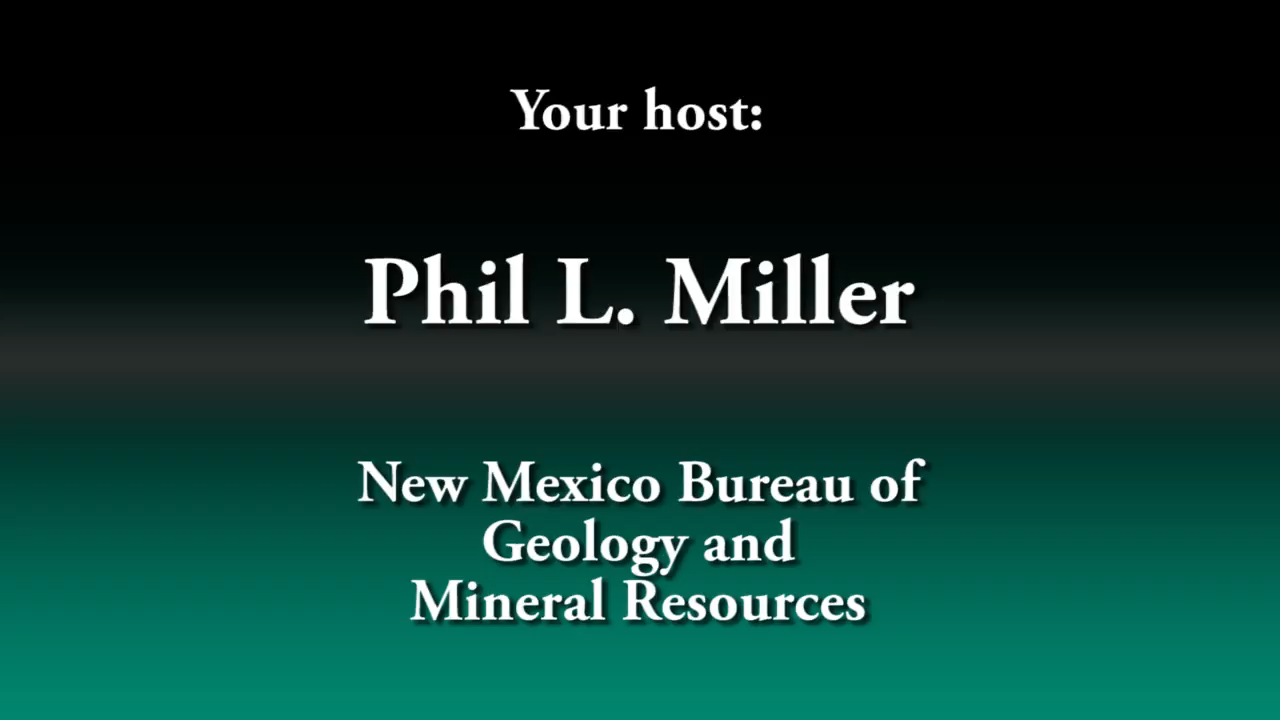 Your host:
Phil L. Miller
New Mexico Bureau of
Geology and
Mineral Resources